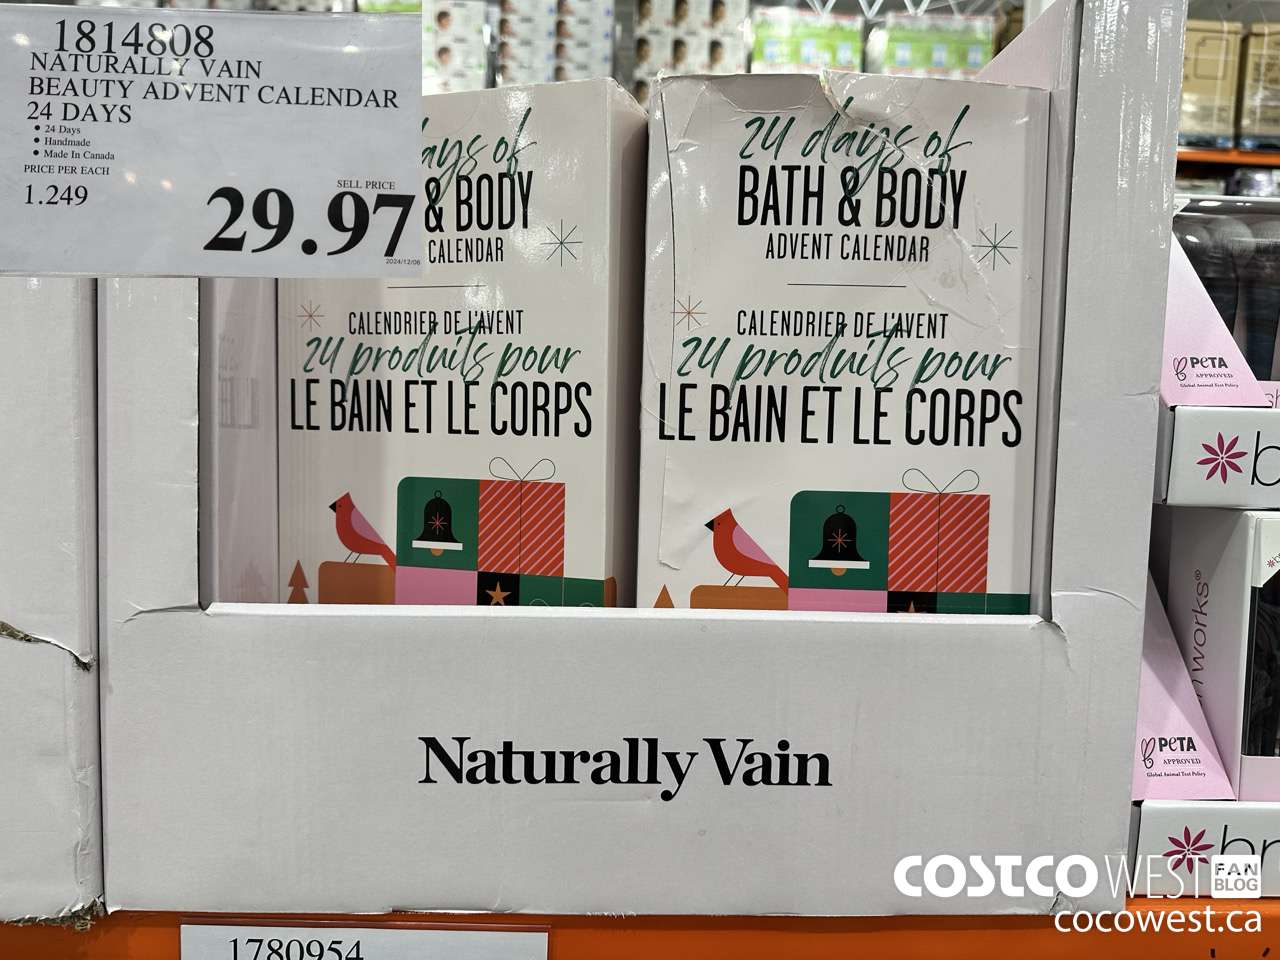 1814808
NATURALLY VAIN
BEAUTY ADVENT CALENDAR
24 DAYS
• 24 Days
• Handmade
• Made In Canada
PRICE PER EACH
1.249
SELL PRICE
29.97
2024/12/06
ays of
& BODY
CALENDAR
CALENDRIER DE L'AVENT
24 produits pour
LE BAIN ET LE CORPS
24 days of
BATH & BODY
ADVENT CALENDAR
CALENDRIER DE L'AVENT
24 produits pour
LE BAIN ET LE CORPS
Naturally Vain
PETA
APPROVED
Global Animal Test Policy
b
works®
PETA
APPROVED
Global Animal Test Policy
br
1780954
COSTCO WEST FAN BLOG
cocowest.ca